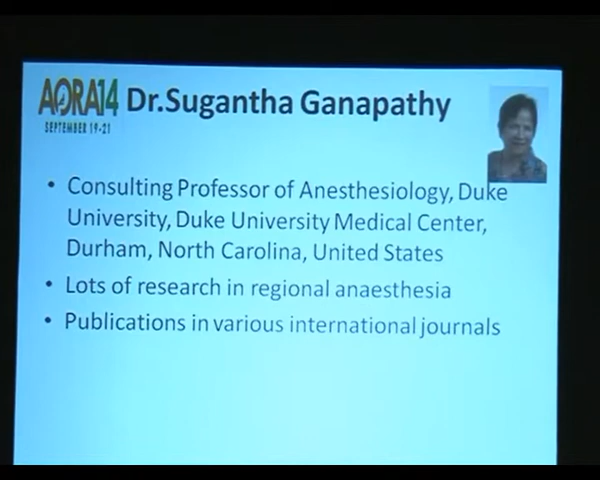 AORA14 Dr.Sugantha Ganapathy
SEPTEMBER 19-21
• Consulting Professor of Anesthesiology, Duke
University, Duke University Medical Center,
Durham, North Carolina, United States
• Lots of research in regional anaesthesia
• Publications in various international journals